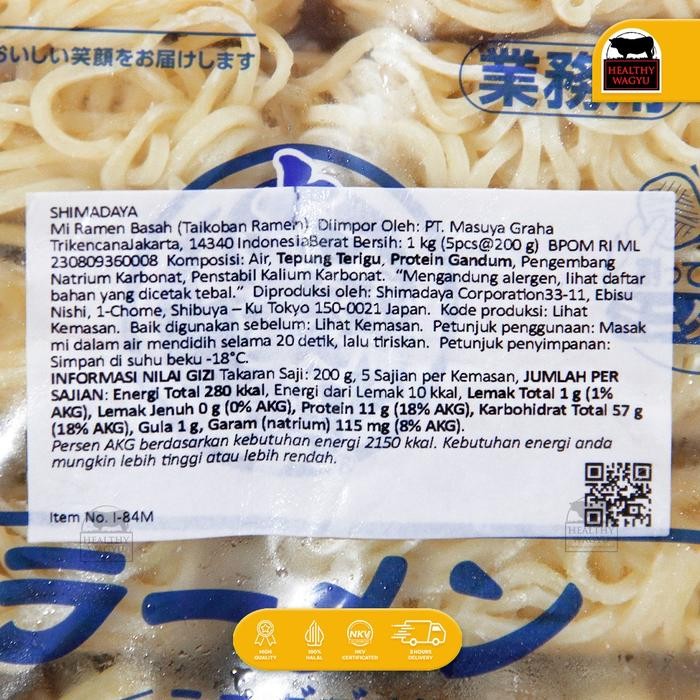 おいしい笑顔をお届けします
業務用
HEALTHY
WAGYU
SHIMADAYA
Mi Ramen Basah (Taikoban Ramen) Diimpor Oleh: PT. Masuya Graha
TrikencanaJakarta, 14340 IndonesiaBerat Bersih: 1 kg (5pcs@200 g) BPOM RI ML
230809360008 Komposisi: Air, Tepung Terigu, Protein Gandum, Pengembang
Natrium Karbonat, Penstabil Kalium Karbonat. “Mengandung alergen, lihat daftar
bahan yang dicetak tebal.” Diproduksi oleh: Shimadaya Corporation33-11, Ebisu
Nishi, 1-Chome, Shibuya – Ku Tokyo 150-0021 Japan. Kode produksi: Lihat
Kemasan. Baik digunakan sebelum: Lihat Kemasan. Petunjuk penggunaan: Masak
mi dalam air mendidih selama 20 detik, lalu tiriskan. Petunjuk penyimpanan:
Simpan di suhu beku -18°C.
INFORMASI NILAI GIZI Takaran Saji: 200 g, 5 Sajian per Kemasan, JUMLAH PER
SAJIAN: Energi Total 280 kkal, Energi dari Lemak 10 kkal, Lemak Total 1 g (1%
AKG), Lemak Jenuh 0 g (0% AKG), Protein 11 g (18% AKG), Karbohidrat Total 57 g
(18% AKG), Gula 1 g, Garam (natrium) 115 mg (8% AKG).
Persen AKG berdasarkan kebutuhan energi 2150 kkal. Kebutuhan energi anda
mungkin lebih tinggi atau lebih rendah.
Item No. I-84M
HEALTHY
WAGYU
HEALTHY
WAGYU
ラーメン
HIGH
QUALITY
100%
HALAL
NKV
NKV
CERTIFICATED
2 HOURS
DELIVERY